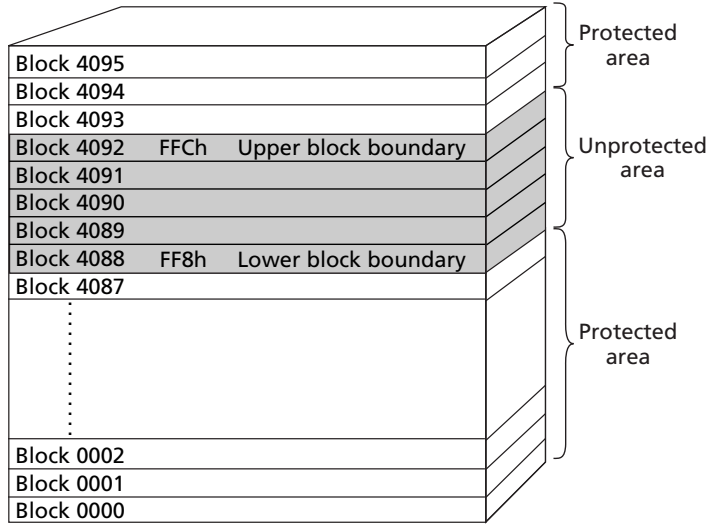 Protected
area
Block 4095
Block 4094
Block 4093
Block 4092 FFCh Upper block boundary
Unprotected
area
Block 4091
Block 4090
Block 4089
Block 4088 FF8h Lower block boundary
Block 4087
Protected
area
Block 0002
Block 0001
Block 0000